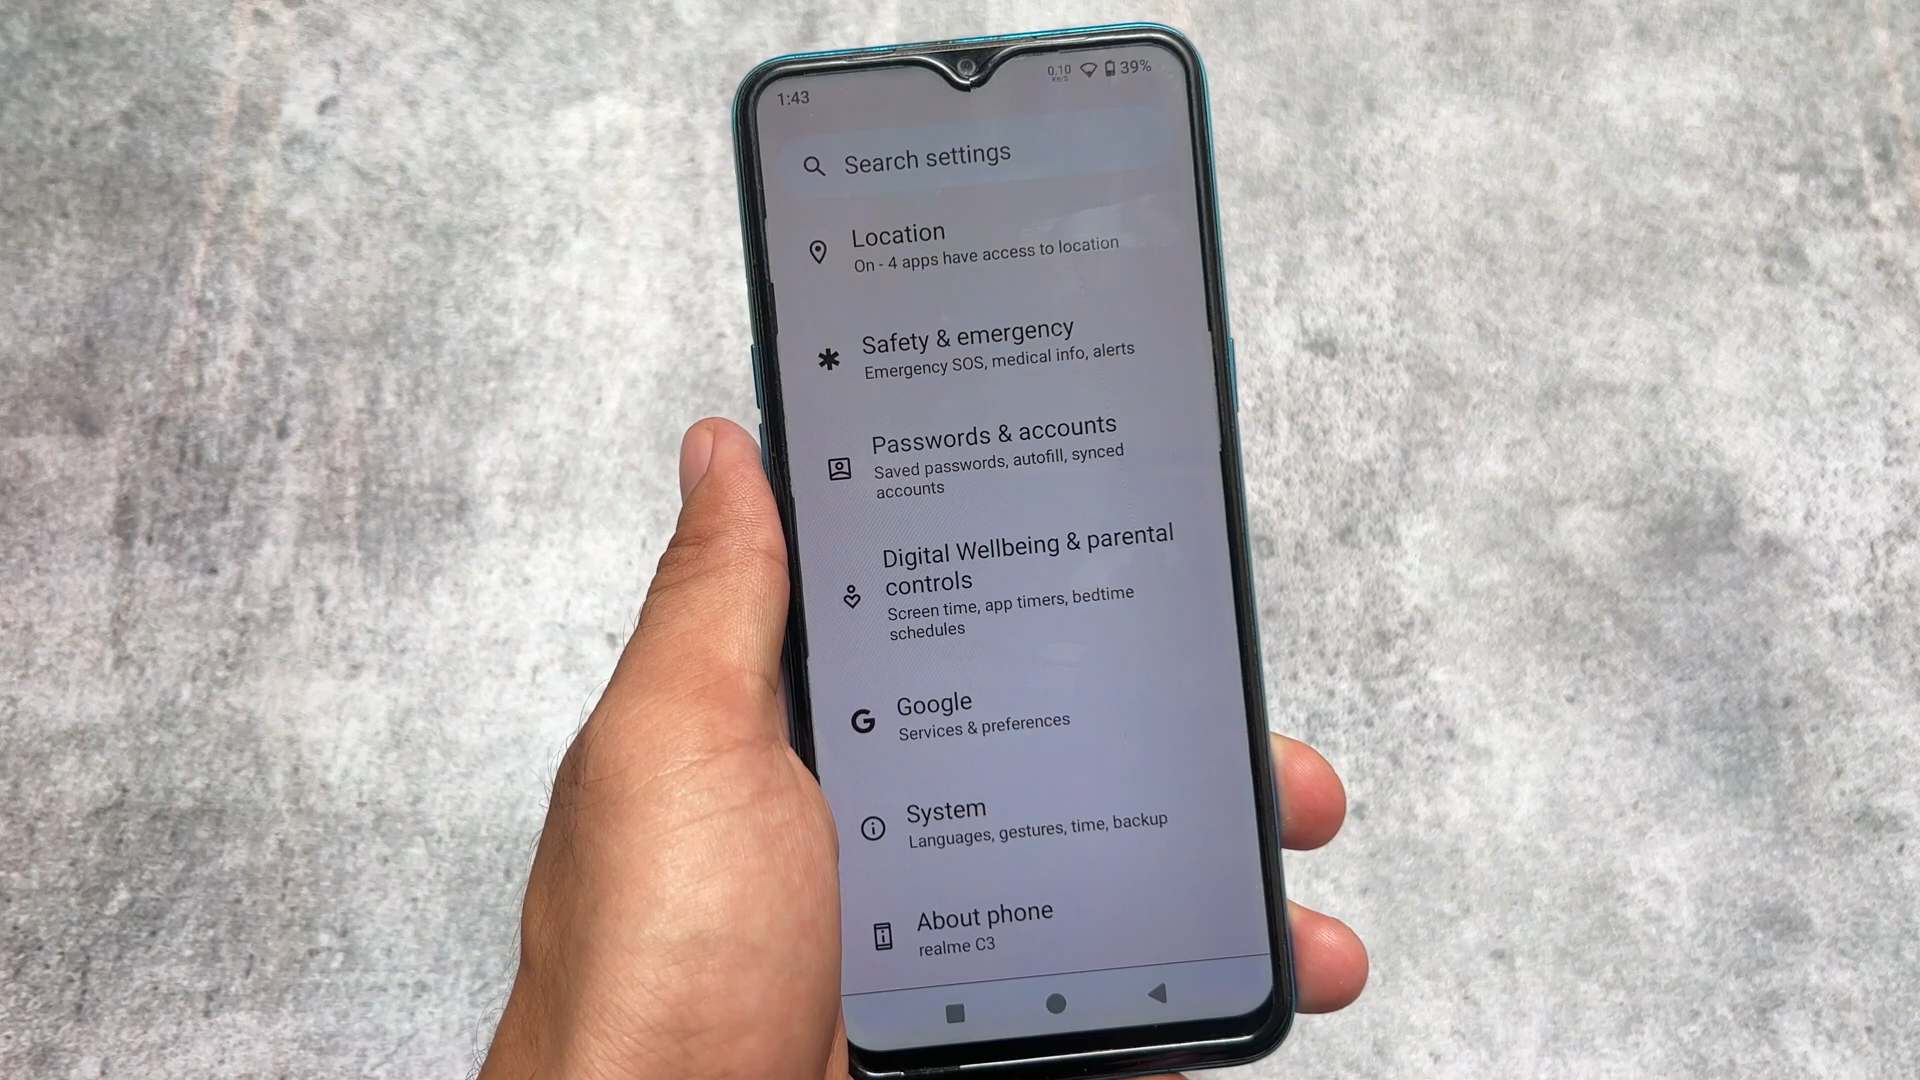 1:43
0.10
KB/S
39%
Search settings
Location
On - 4 apps have access to location
Safety & emergency
Emergency SOS, medical info, alerts
Passwords & accounts
Saved passwords, autofill, synced
accounts
Digital Wellbeing & parental
controls
Screen time, app timers, bedtime
schedules
Google
Services & preferences
System
Languages, gestures, time, backup
About phone
realme C3